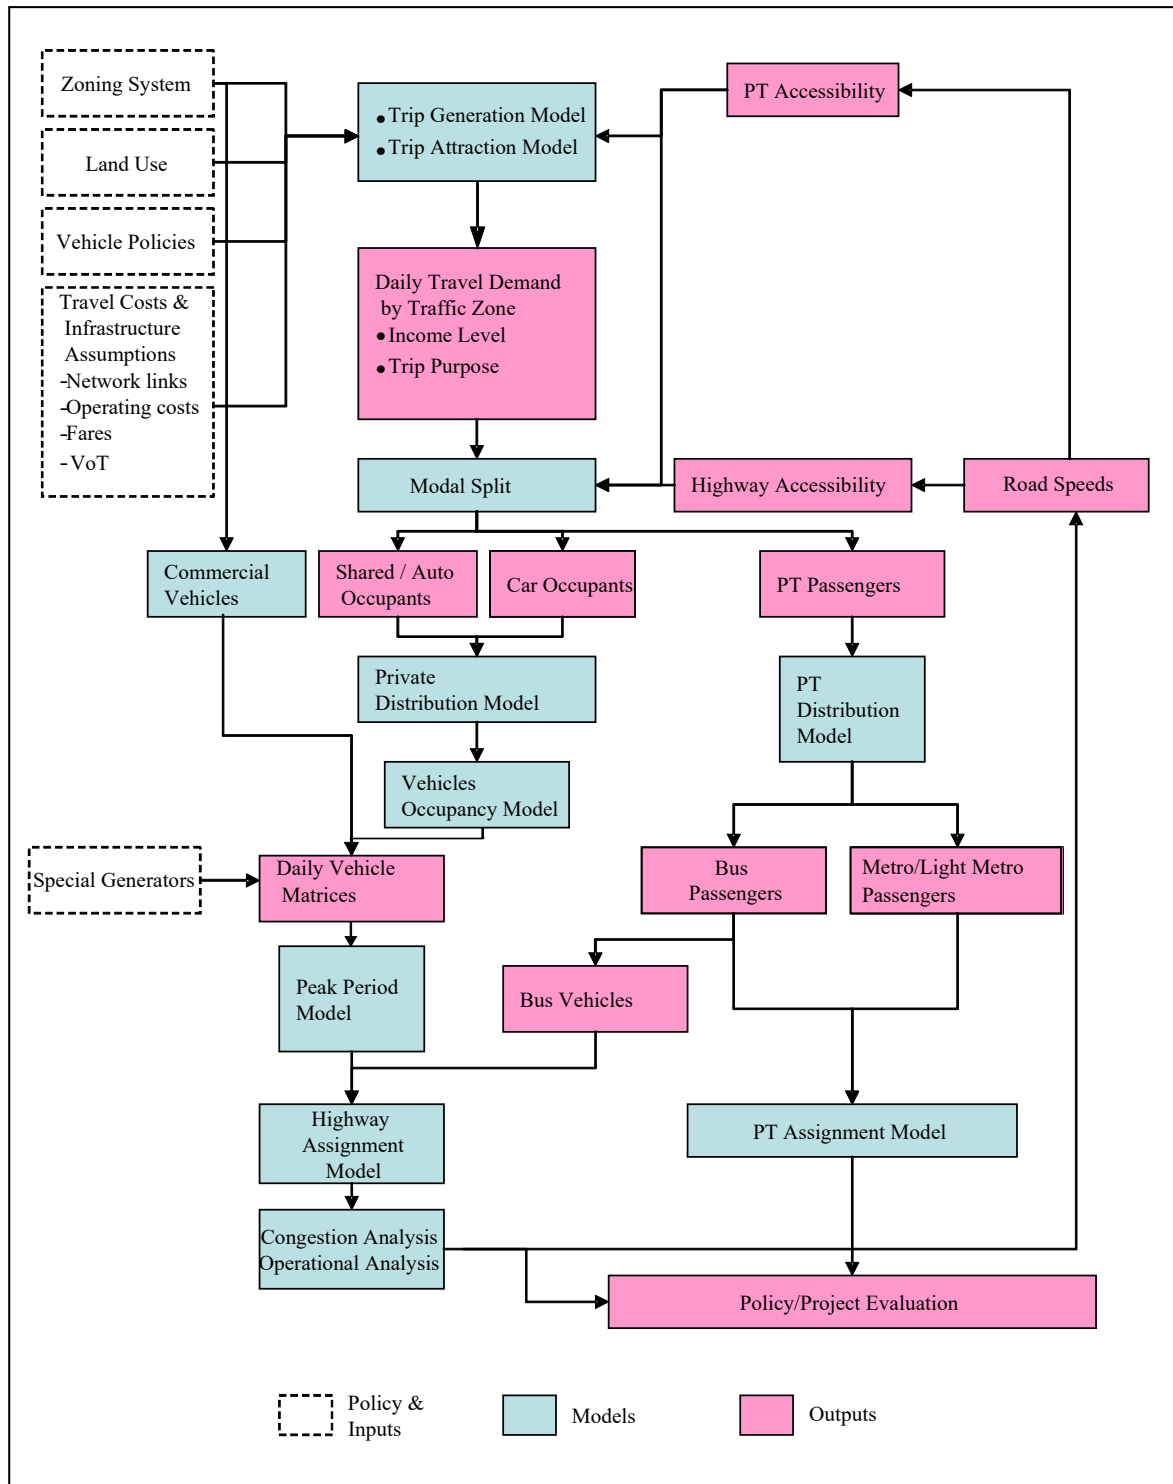 Zoning System
Land Use
Vehicle Policies
Travel Costs &
Infrastructure
Assumptions
-Network links
-Operating costs
-Fares
-VoT
• Trip Generation Model
• Trip Attraction Model
PT Accessibility
Daily Travel Demand
by Traffic Zone
• Income Level
• Trip Purpose
Modal Split
Highway Accessibility
Road Speeds
Commercial
Vehicles
Shared / Auto
Occupants
Car Occupants
PT Passengers
Private
Distribution Model
PT
Distribution
Model
Vehicles
Occupancy Model
Special Generators
Daily Vehicle
Matrices
Bus
Passengers
Metro/Light Metro
Passengers
Peak Period
Model
Bus Vehicles
Highway
Assignment
Model
PT Assignment Model
Congestion Analysis
Operational Analysis
Policy/Project Evaluation
Policy &
Inputs
Models
Outputs